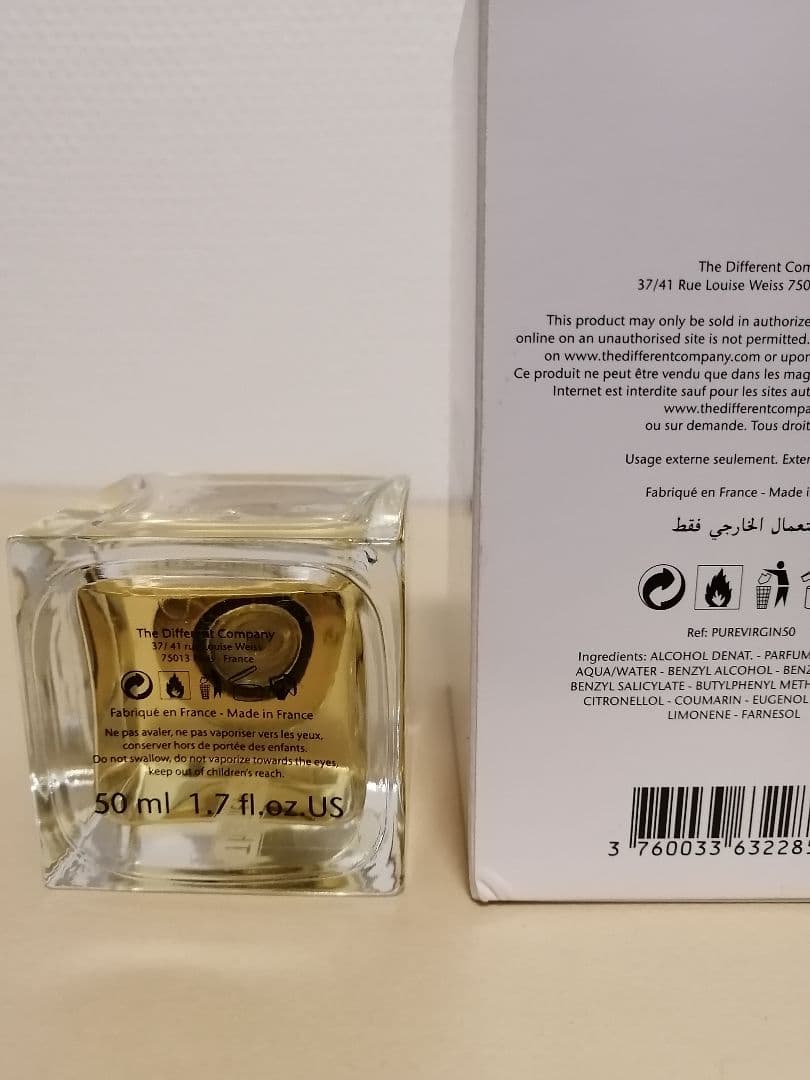 The Different Company
37/41 rue Louise Weiss
75013 France
Fabriqué en France - Made in France
Ne pas avaler, ne pas vaporiser vers les yeux,
conserver hors de portée des enfants.
Do not swallow, do not vaporize towards the eyes,
keep out of children's reach.
50 ml 1.7 fl.oz.US
The Different Com
37/41 Rue Louise Weiss 750
This product may only be sold in authorize
online on an unauthorised site is not permitted.
on www.thedifferentcompany.com or upon
Ce produit ne peut être vendu que dans les mag
Internet est interdite sauf pour les sites aut
www.thedifferentcompa
ou sur demande. Tous droit
Usage externe seulement. Exter
Fabriqué en France - Made i
تعمال الخارجي فقط
Ref: PUREVIRGIN50
Ingredients: ALCOHOL DENAT. - PARFUM
AQUA/WATER - BENZYL ALCOHOL - BENZ
BENZYL SALICYLATE - BUTYLPHENYL METH
CITRONELLOL - COUMARIN - EUGENOL
LIMONENE - FARNESOL
3 760033 63228